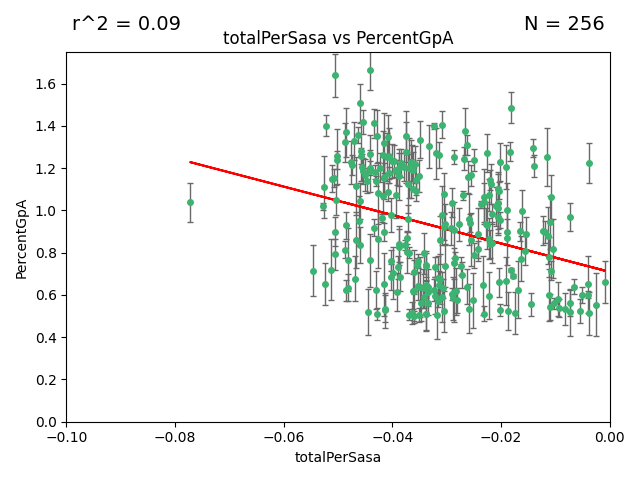 r^2 = 0.09
N = 256
totalPerSasa vs PercentGpA
PercentGpA
1.6
1.4
1.2
1.0
0.8
0.6
0.4
0.2
0.0
−0.10 −0.08 −0.06 −0.04 −0.02 0.00
totalPerSasa